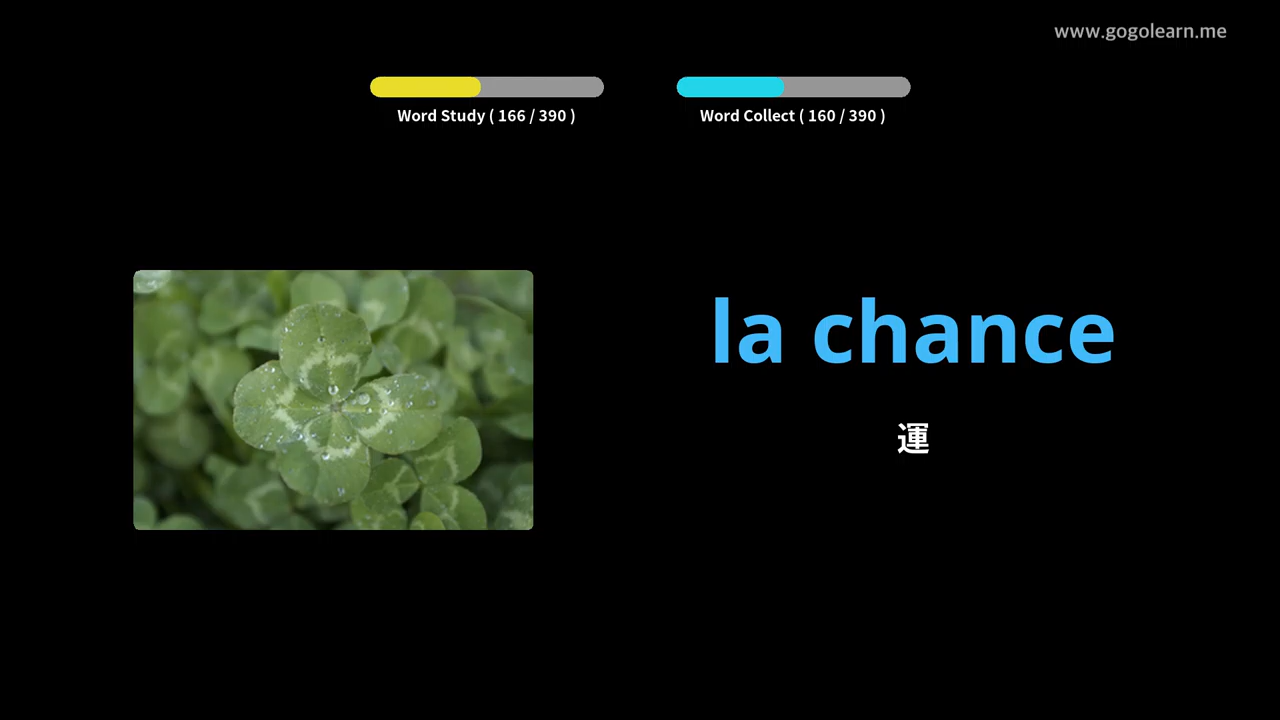 www.gogolearn.me
Word Study ( 166 / 390 )
Word Collect ( 160 / 390 )
la chance
運